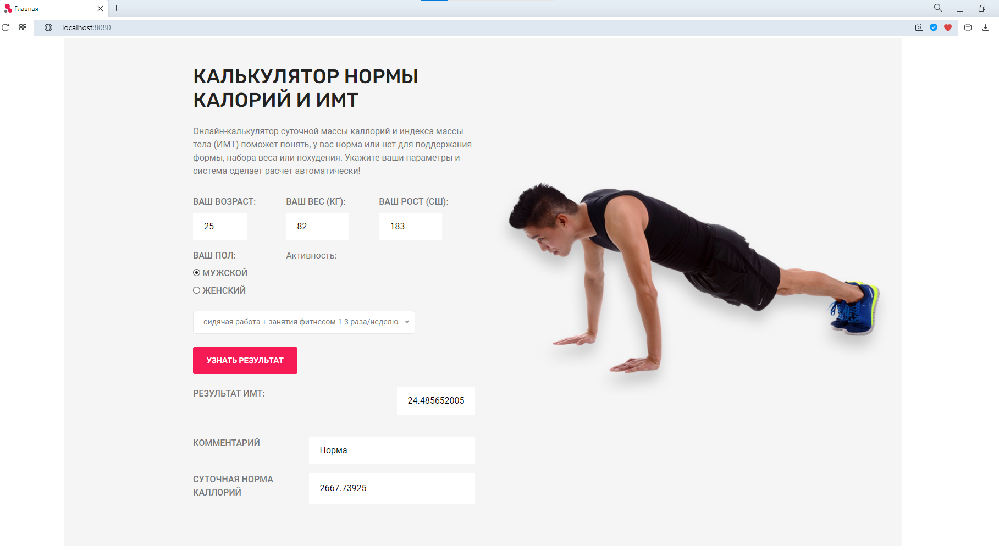 Главная
localhost:8080
КАЛЬКУЛЯТОР НОРМЫ
КАЛОРИЙ И ИМТ
Онлайн-калькулятор суточной массы каллорий и индекса массы
тела (ИМТ) поможет понять, у вас норма или нет для поддержания
формы, набора веса или похудения. Укажите ваши параметры и
система сделает расчет автоматически!
ВАШ ВОЗРАСТ: ВАШ ВЕС (КГ): ВАШ РОСТ (СШ):
25 82 183
ВАШ ПОЛ: Активность:
МУЖСКОЙ
ЖЕНСКИЙ
сидячая работа + занятия фитнесом 1-3 раза/неделю
УЗНАТЬ РЕЗУЛЬТАТ
РЕЗУЛЬТАТ ИМТ: 24.485652005
КОММЕНТАРИЙ Норма
СУТОЧНАЯ НОРМА
КАЛЛОРИЙ 2667.73925